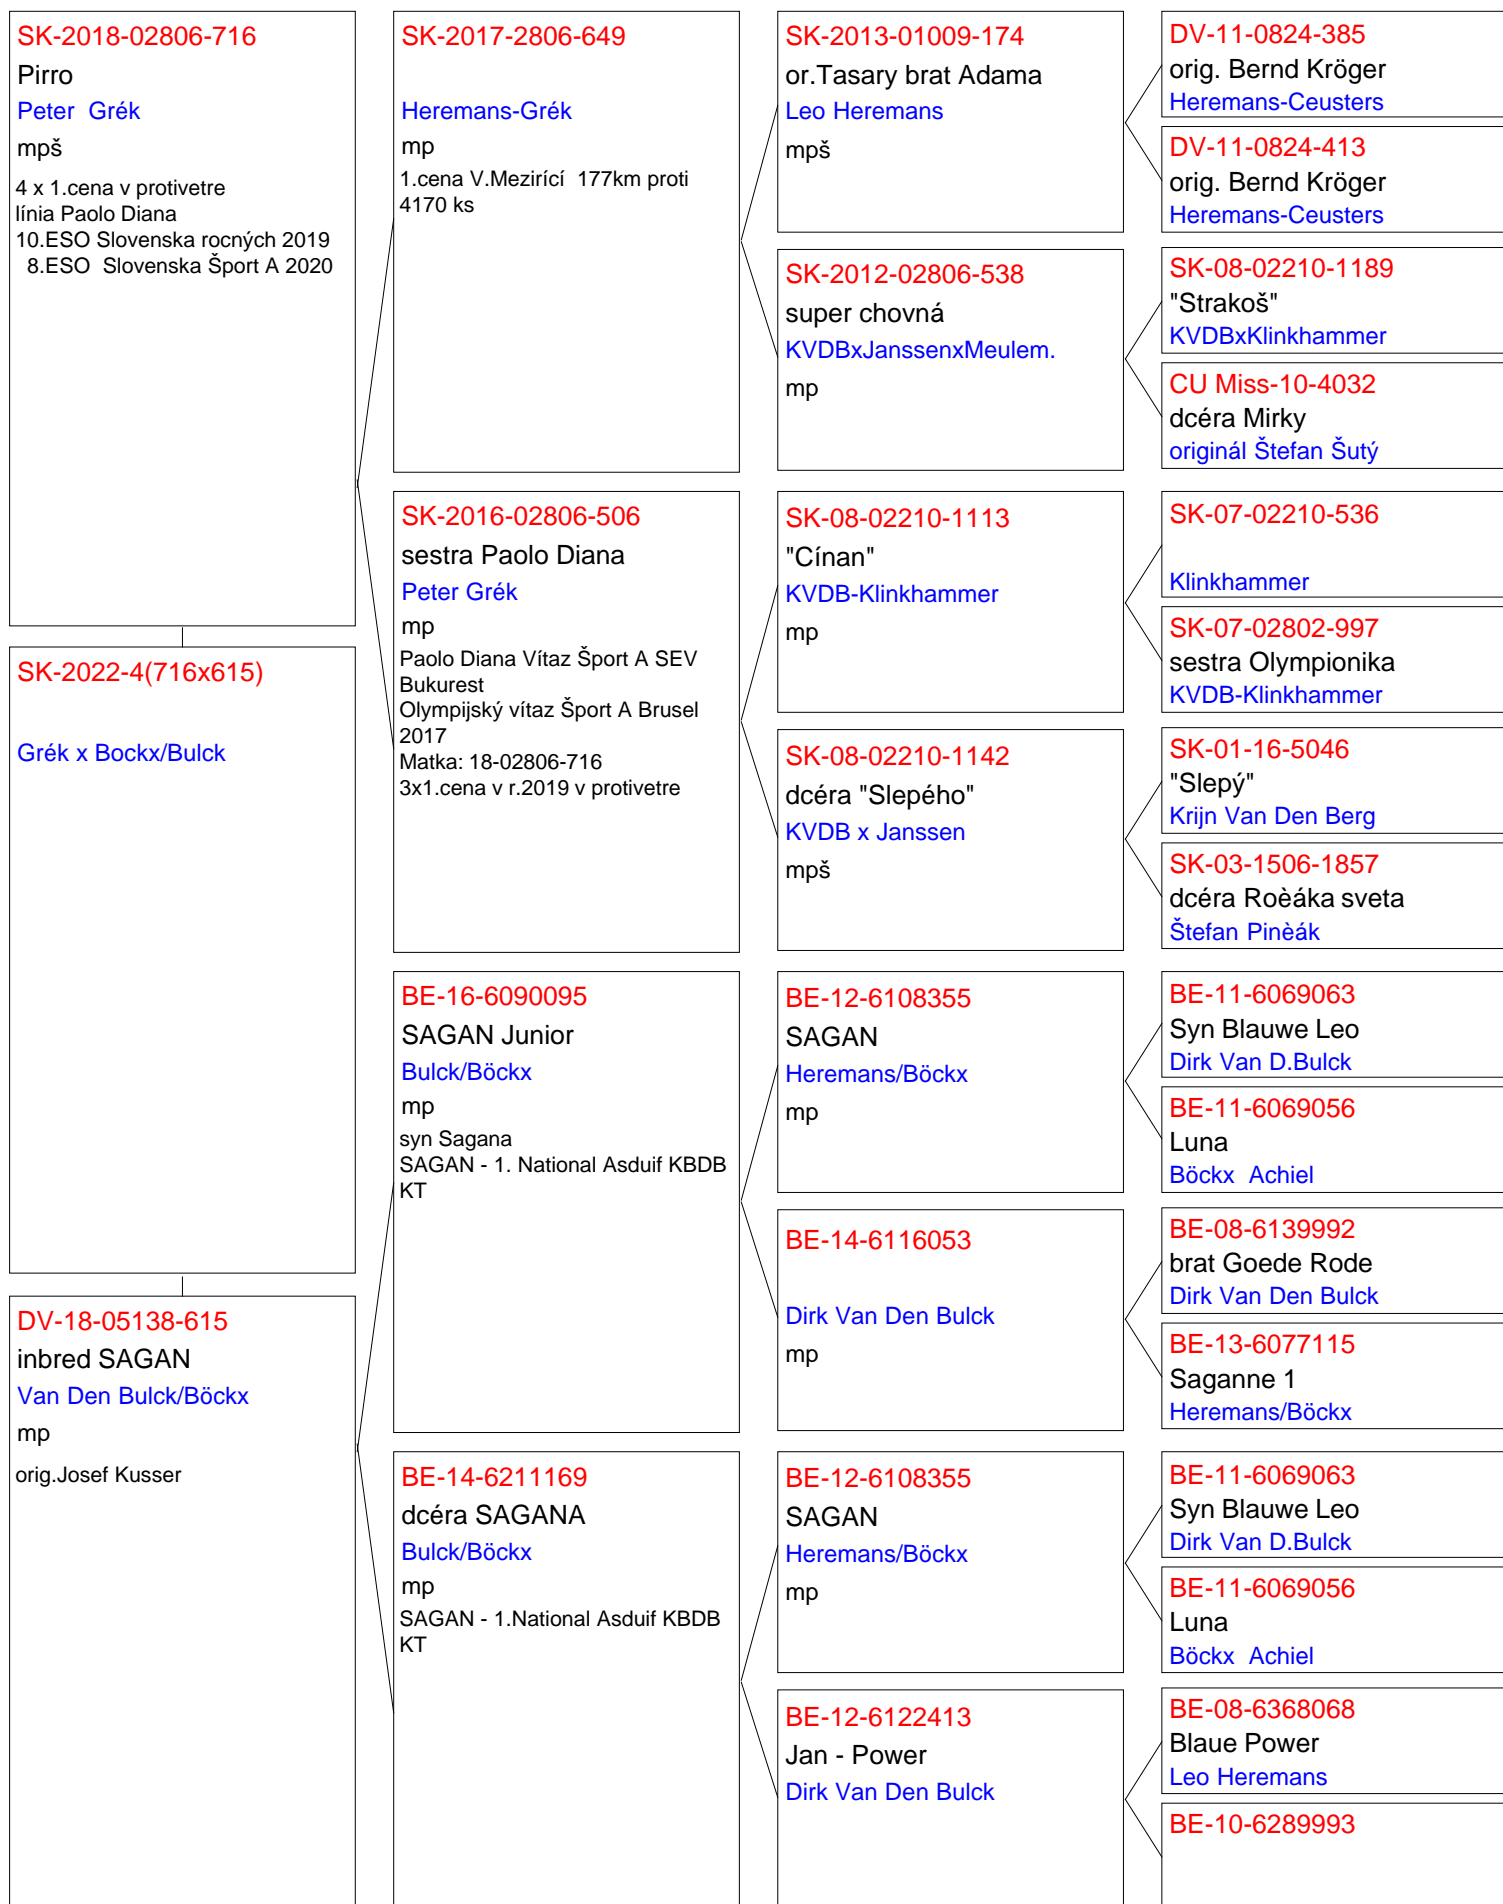 SK-2018-02806-716
Pirro
Peter  Grék
mpš
4 x 1.cena v protivetre
línia Paolo Diana
10.ESO Slovenska rocných 2019
8.ESO  Slovenska Šport A 2020
SK-2022-4(716x615)
Grék x Bockx/Bulck
DV-18-05138-615
inbred SAGAN
Van Den Bulck/Böckx
mp
orig.Josef Kusser
SK-2017-2806-649
Heremans-Grék
mp
1.cena V.Mezirící  177km proti
4170 ks
SK-2016-02806-506
sestra Paolo Diana
Peter Grék
mp
Paolo Diana Vítaz Šport A SEV
Bukurest
Olympijský vítaz Šport A Brusel
2017
Matka: 18-02806-716
3x1.cena v r.2019 v protivetre
BE-16-6090095
SAGAN Junior
Bulck/Böckx
mp
syn Sagana
SAGAN - 1. National Asduif KBDB
KT
BE-14-6211169
dcéra SAGANA
Bulck/Böckx
mp
SAGAN - 1.National Asduif KBDB
KT
SK-2013-01009-174
or.Tasary brat Adama
Leo Heremans
mpš
SK-2012-02806-538
super chovná
KVDBxJanssenxMeulem.
mp
SK-08-02210-1113
"Cínan"
KVDB-Klinkhammer
mp
SK-08-02210-1142
dcéra "Slepého"
KVDB x Janssen
mpš
BE-12-6108355
SAGAN
Heremans/Böckx
mp
BE-14-6116053
Dirk Van Den Bulck
mp
BE-12-6108355
SAGAN
Heremans/Böckx
mp
BE-12-6122413
Jan - Power
Dirk Van Den Bulck
DV-11-0824-385
orig. Bernd Kröger
Heremans-Ceusters
DV-11-0824-413
orig. Bernd Kröger
Heremans-Ceusters
SK-08-02210-1189
"Strakoš"
KVDBxKlinkhammer
CU Miss-10-4032
dcéra Mirky
originál Štefan Šutý
SK-07-02210-536
Klinkhammer
SK-07-02802-997
sestra Olympionika
KVDB-Klinkhammer
SK-01-16-5046
"Slepý"
Krijn Van Den Berg
SK-03-1506-1857
dcéra Roèáka sveta
Štefan Pinèák
BE-11-6069063
Syn Blauwe Leo
Dirk Van D.Bulck
BE-11-6069056
Luna
Böckx  Achiel
BE-08-6139992
brat Goede Rode
Dirk Van Den Bulck
BE-13-6077115
Saganne 1
Heremans/Böckx
BE-11-6069063
Syn Blauwe Leo
Dirk Van D.Bulck
BE-11-6069056
Luna
Böckx  Achiel
BE-08-6368068
Blaue Power
Leo Heremans
BE-10-6289993